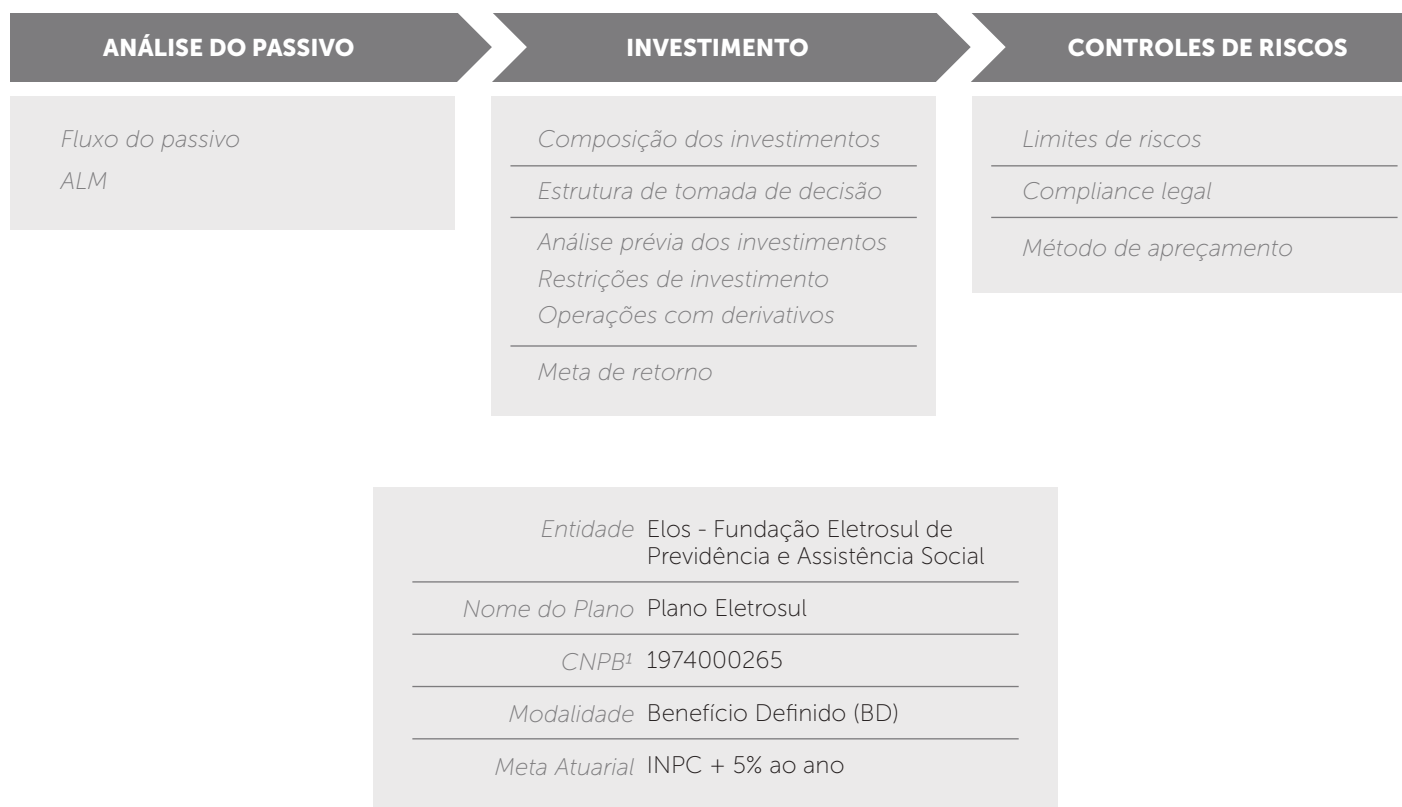 ANÁLISE DO PASSIVO
Fluxo do passivo
ALM
INVESTIMENTO
Composição dos investimentos
Estrutura de tomada de decisão
Análise prévia dos investimentos
Restrições de investimento
Operações com derivativos
Meta de retorno
CONTROLES DE RISCOS
Limites de riscos
Compliance legal
Método de apreçamento
Entidade Elos - Fundação Eletrosul de
Previdência e Assistência Social
Nome do Plano Plano Eletrosul
CNPB¹ 1974000265
Modalidade Benefício Definido (BD)
Meta Atuarial INPC + 5% ao ano